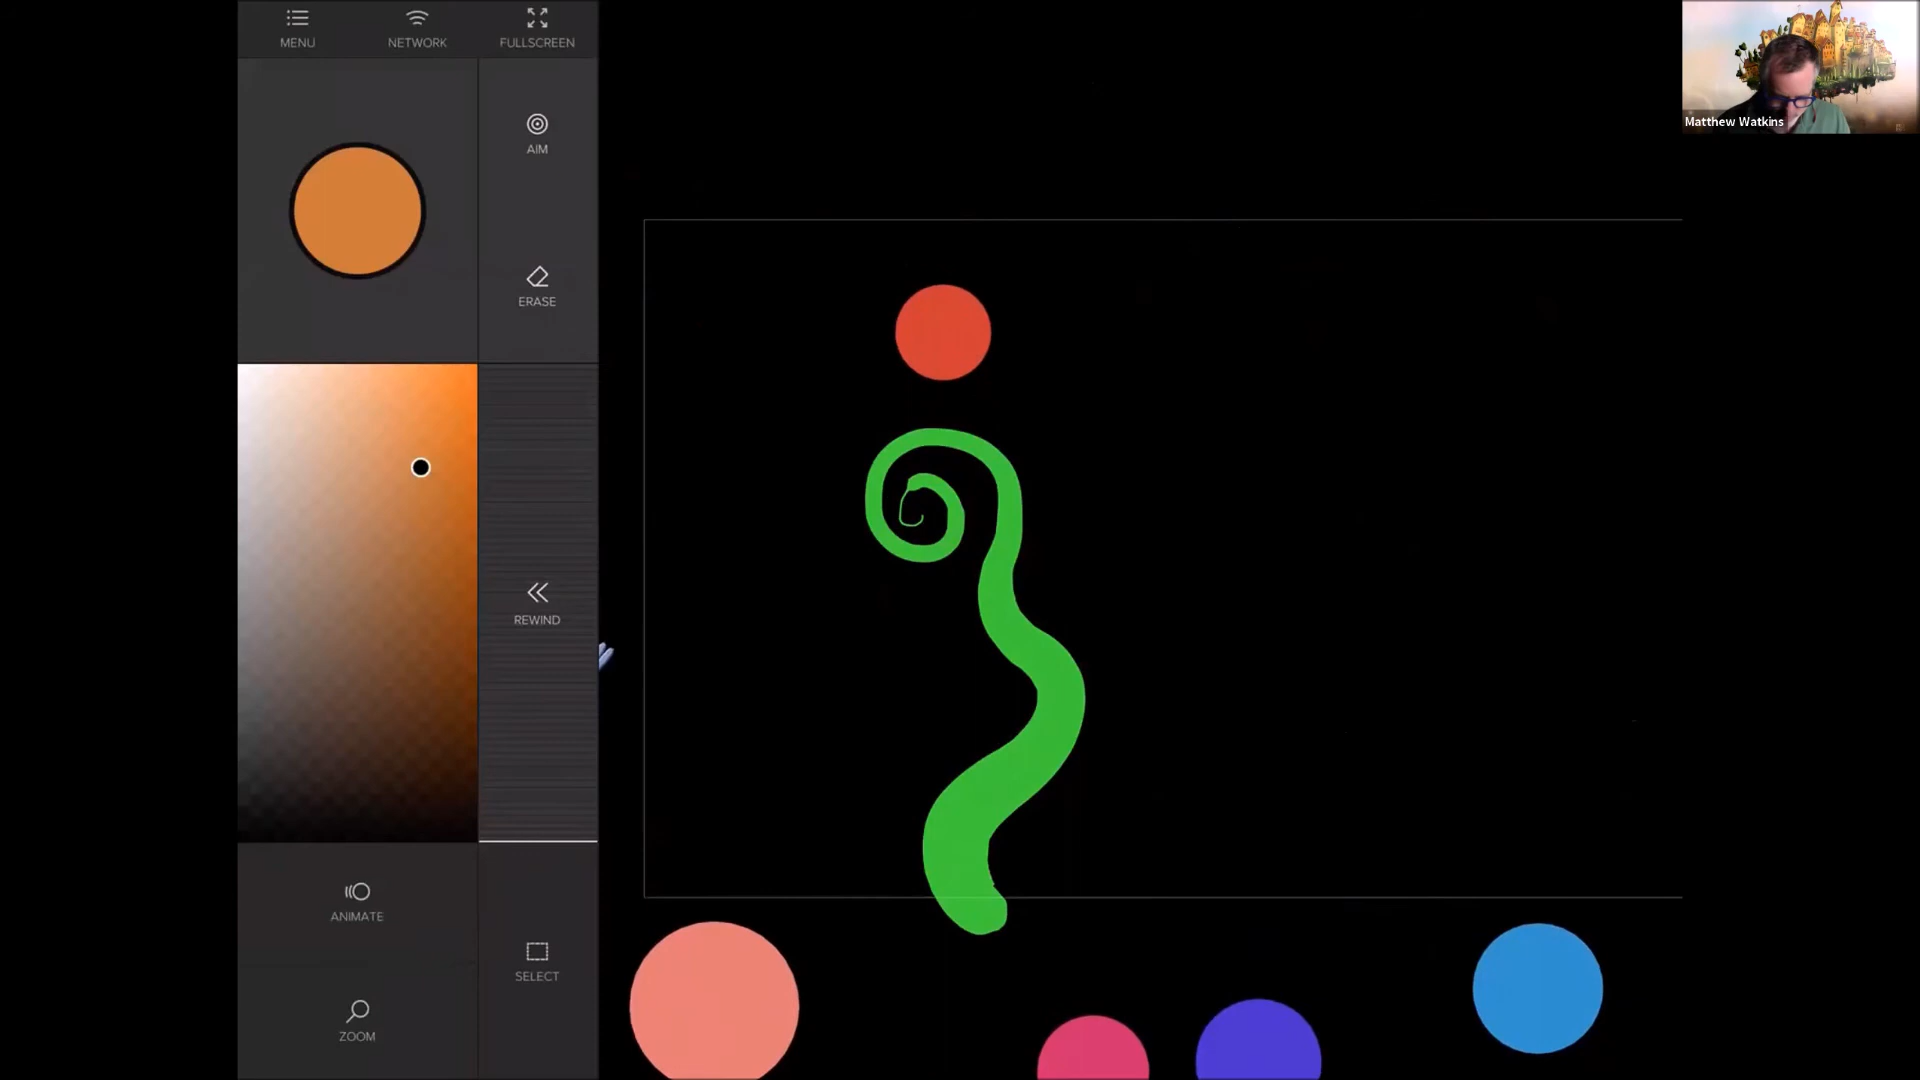 MENU
NETWORK
FULLSCREEN
AIM
ERASE
REWIND
ANIMATE
SELECT
ZOOM
Matthew Watkins